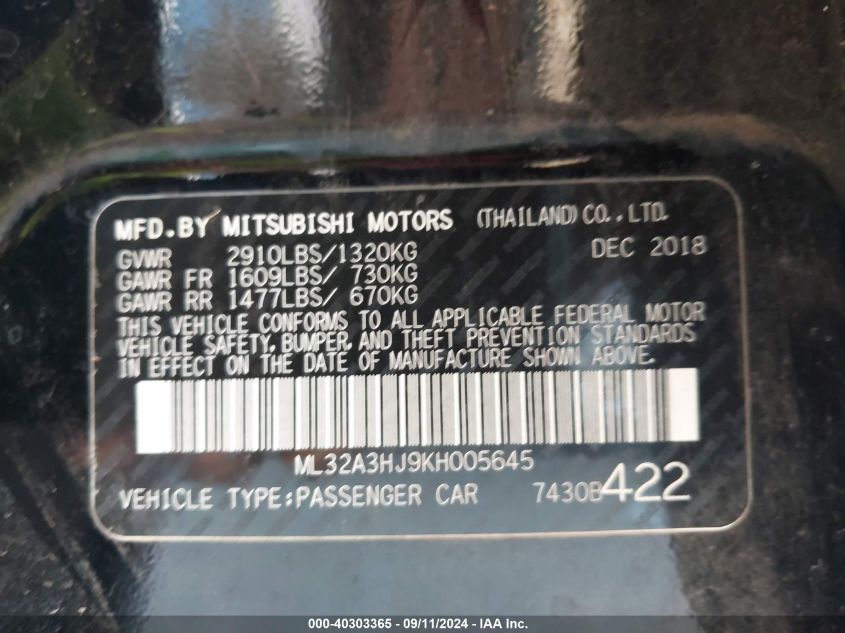 MFD.BY MITSUBISHI MOTORS (THAILAND) CO., LTD.
GVWR 2910LBS/1320KG DEC 2018
GAWR FR 1609LBS/ 730KG
GAWR RR 1477LBS/ 670KG
THIS VEHICLE CONFORMS TO ALL APPLICABLE FEDERAL MOTOR
VEHICLE SAFETY, BUMPER, AND THEFT PREVENTION STANDARDS
IN EFFECT ON THE DATE OF MANUFACTURE SHOWN ABOVE.
ML32A3HJ9KH005645
VEHICLE TYPE:PASSENGER CAR 7430B422
000-40303365 - 09/11/2024 - IAA Inc.